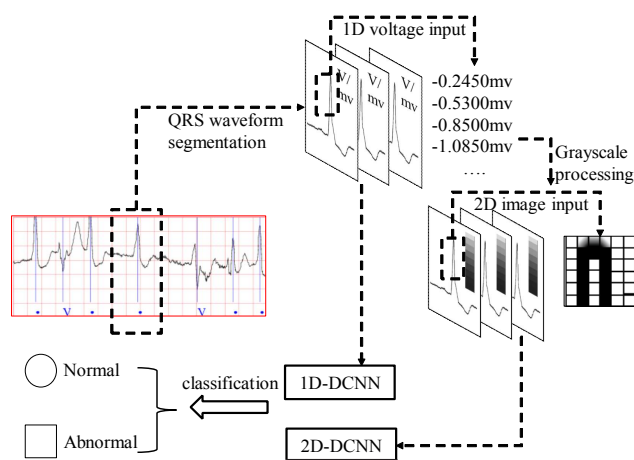 1D voltage input
V/
mv
V/
mv
V/
mv
-0.2450mv
-0.5300mv
-0.8500mv
-1.0850mv
....
QRS waveform
segmentation
Grayscale
processing
2D image input
V
V
Normal
Abnormal
classification
1D-DCNN
2D-DCNN